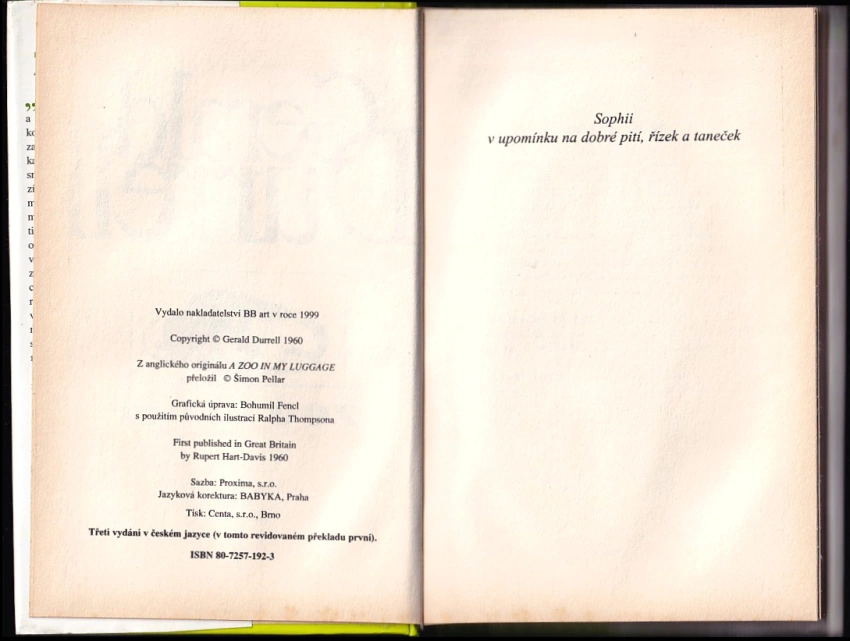 Vydalo nakladatelství BB art v roce 1999
Copyright © Gerald Durrell 1960
Z anglického originálu A ZOO IN MY LUGGAGE
přeložil © Šimon Pellar
Grafická úprava: Bohumil Fencl
s použitím původních ilustrací Ralpha Thompsona
First published in Great Britain
by Rupert Hart-Davis 1960
Sazba: Proxima, s.r.o.
Jazyková korektura: BABYKA, Praha
Tisk: Centa, s.r.o., Brno
Třetí vydání v českém jazyce (v tomto revidovaném překladu první).
ISBN 80-7257-192-3
Sophii
v upomínku na dobré pití, řízek a taneček